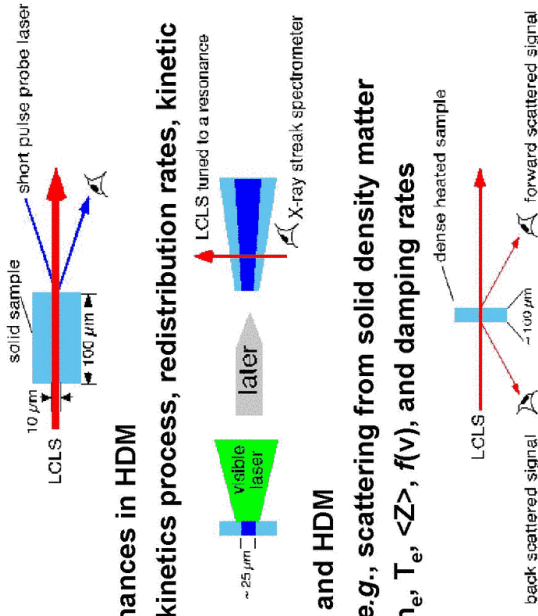 solid sample
short pulse probe laser
10 μm
LCLS
100 μm
nances in HDM
kinetics process, redistribution rates, kinetic
~ 25 μm
visible
laser
later
LCLS tuned to a resonance
X-ray streak spectrometer
and HDM
e.g., scattering from solid density matter
n_e, T_e, <Z>, f(v), and damping rates
dense heated sample
LCLS
~100 μm
back scattered signal
forward scattered signal